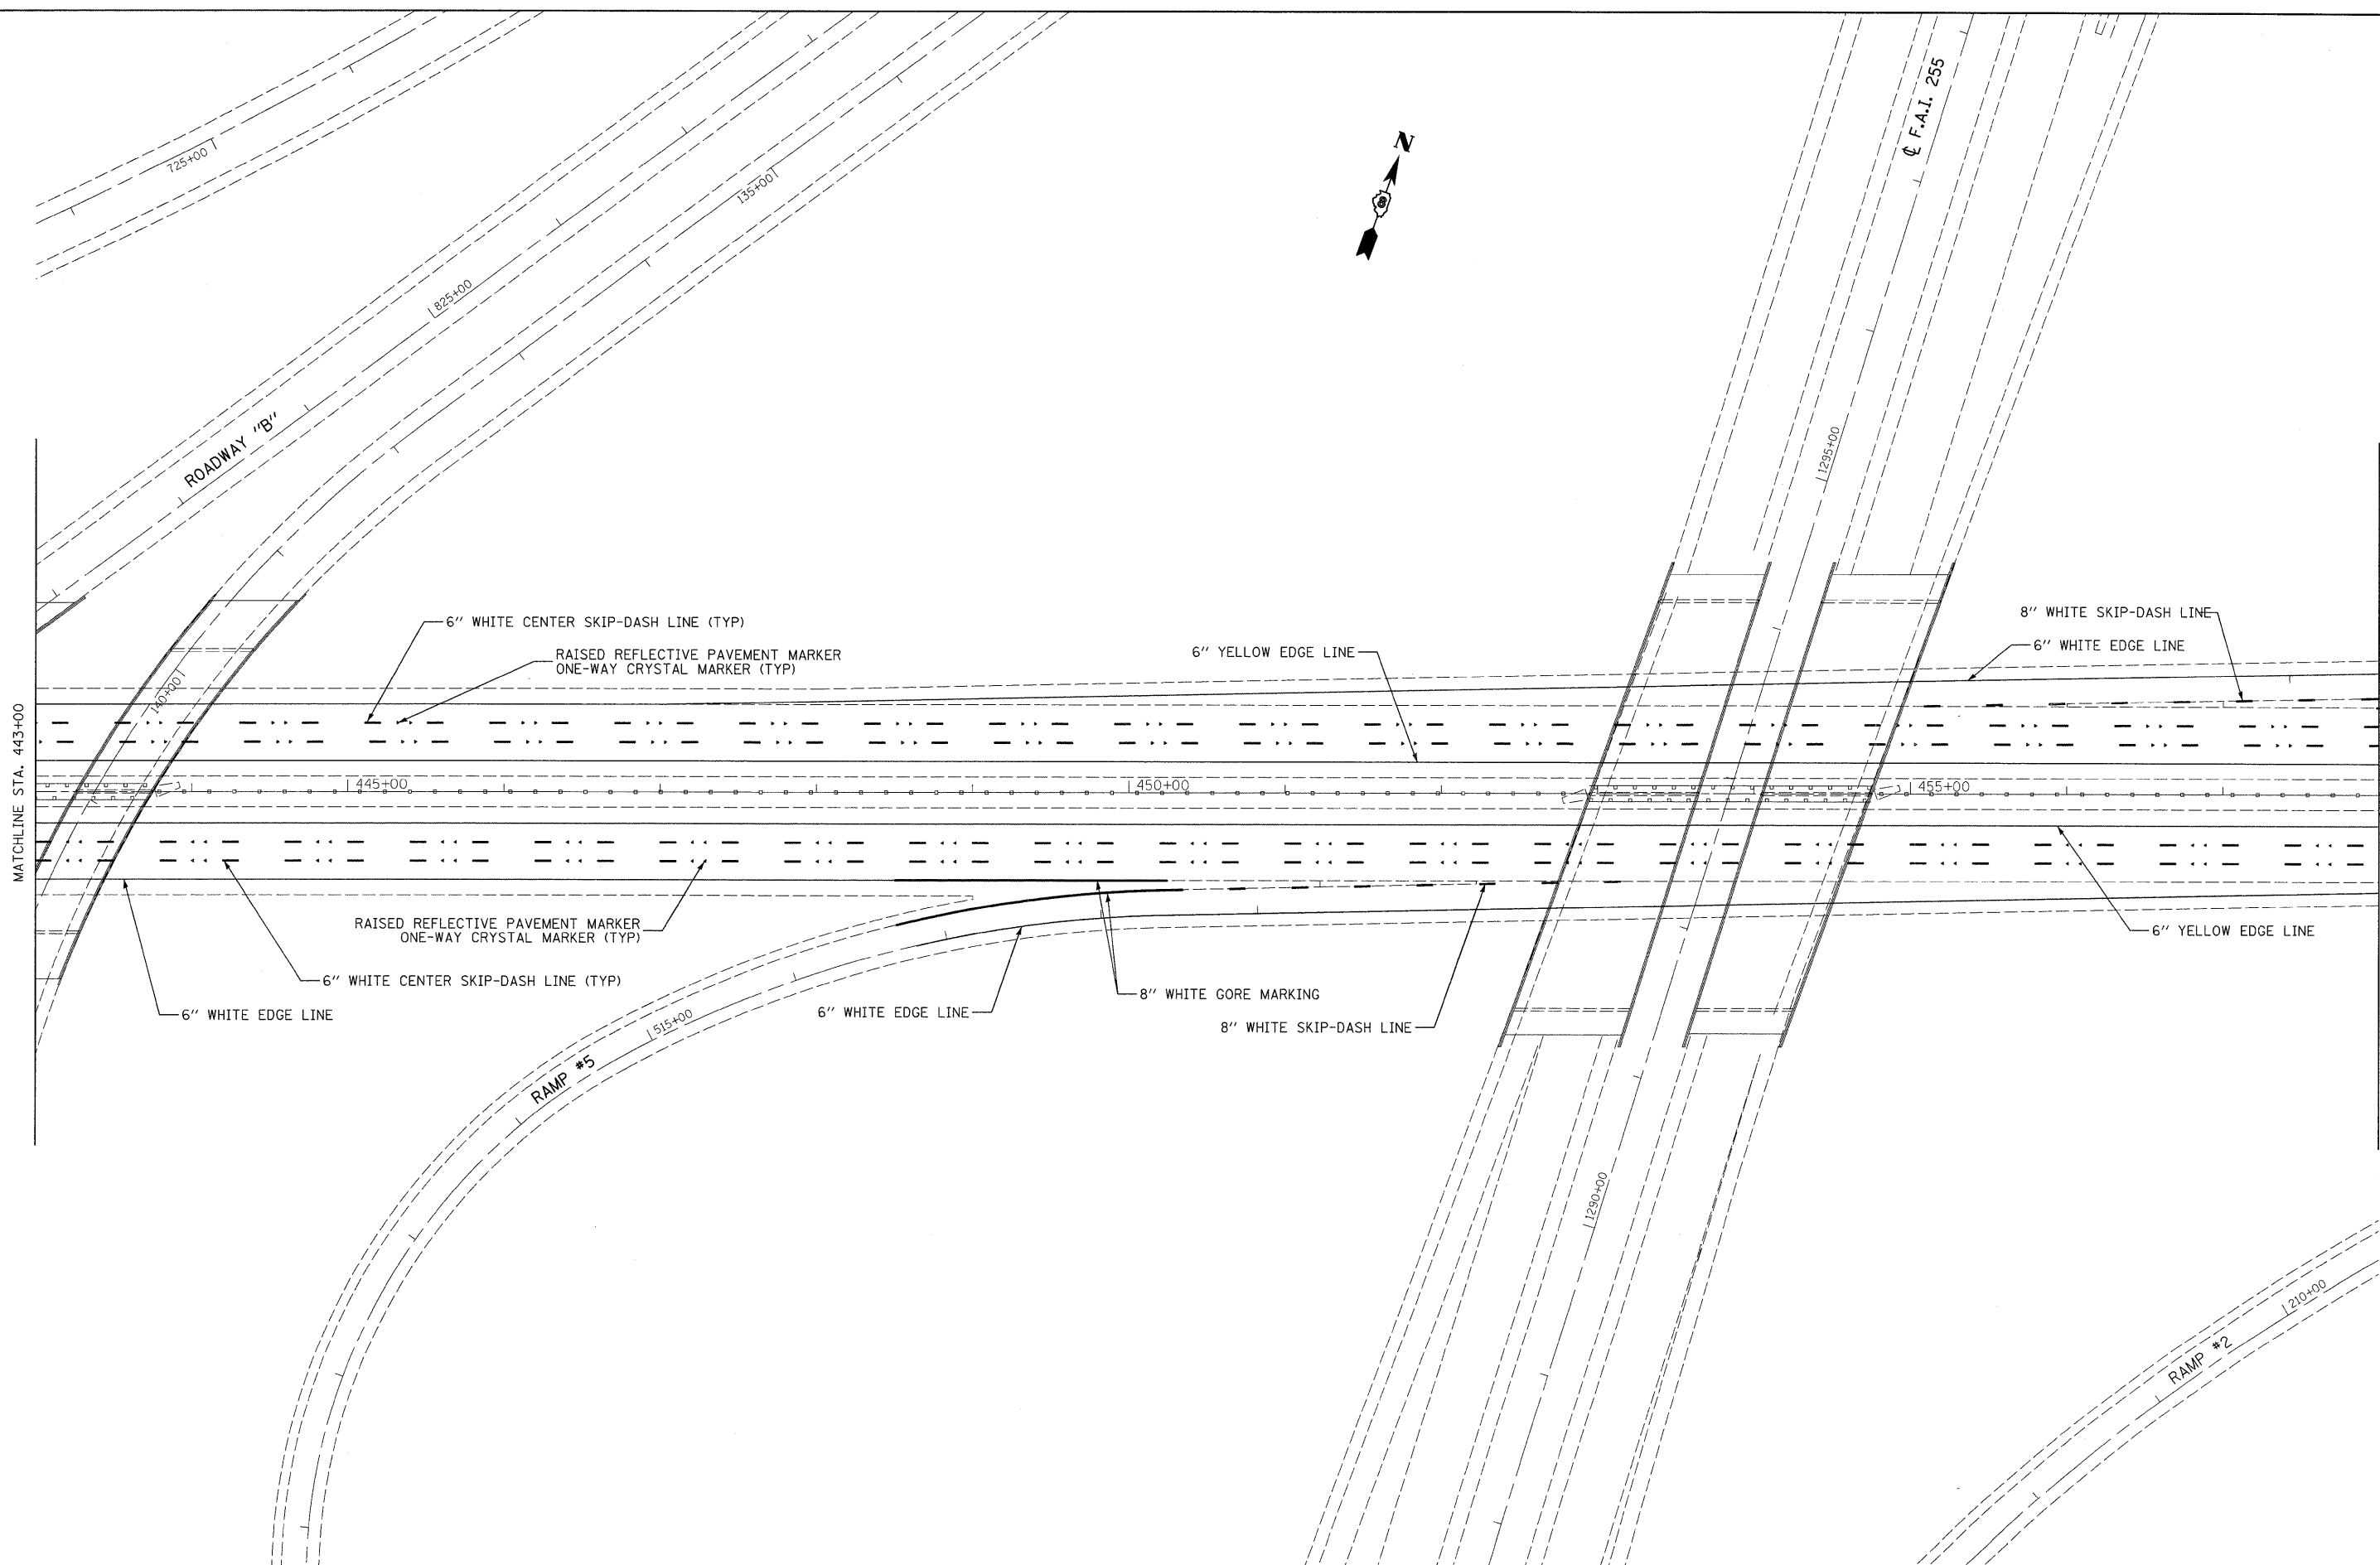 N
℄ F.A.I. 255
725+00
135+00
825+00
ROADWAY "B"
1295+00
6" WHITE CENTER SKIP-DASH LINE (TYP)
RAISED REFLECTIVE PAVEMENT MARKER
ONE-WAY CRYSTAL MARKER (TYP)
6" YELLOW EDGE LINE
8" WHITE SKIP-DASH LINE
6" WHITE EDGE LINE
140+00
MATCHLINE STA. 443+00
445+00
450+00
455+00
RAISED REFLECTIVE PAVEMENT MARKER
ONE-WAY CRYSTAL MARKER (TYP)
6" YELLOW EDGE LINE
6" WHITE CENTER SKIP-DASH LINE (TYP)
8" WHITE GORE MARKING
6" WHITE EDGE LINE
6" WHITE EDGE LINE
8" WHITE SKIP-DASH LINE
515+00
RAMP #5
1290+00
210+00
RAMP #2